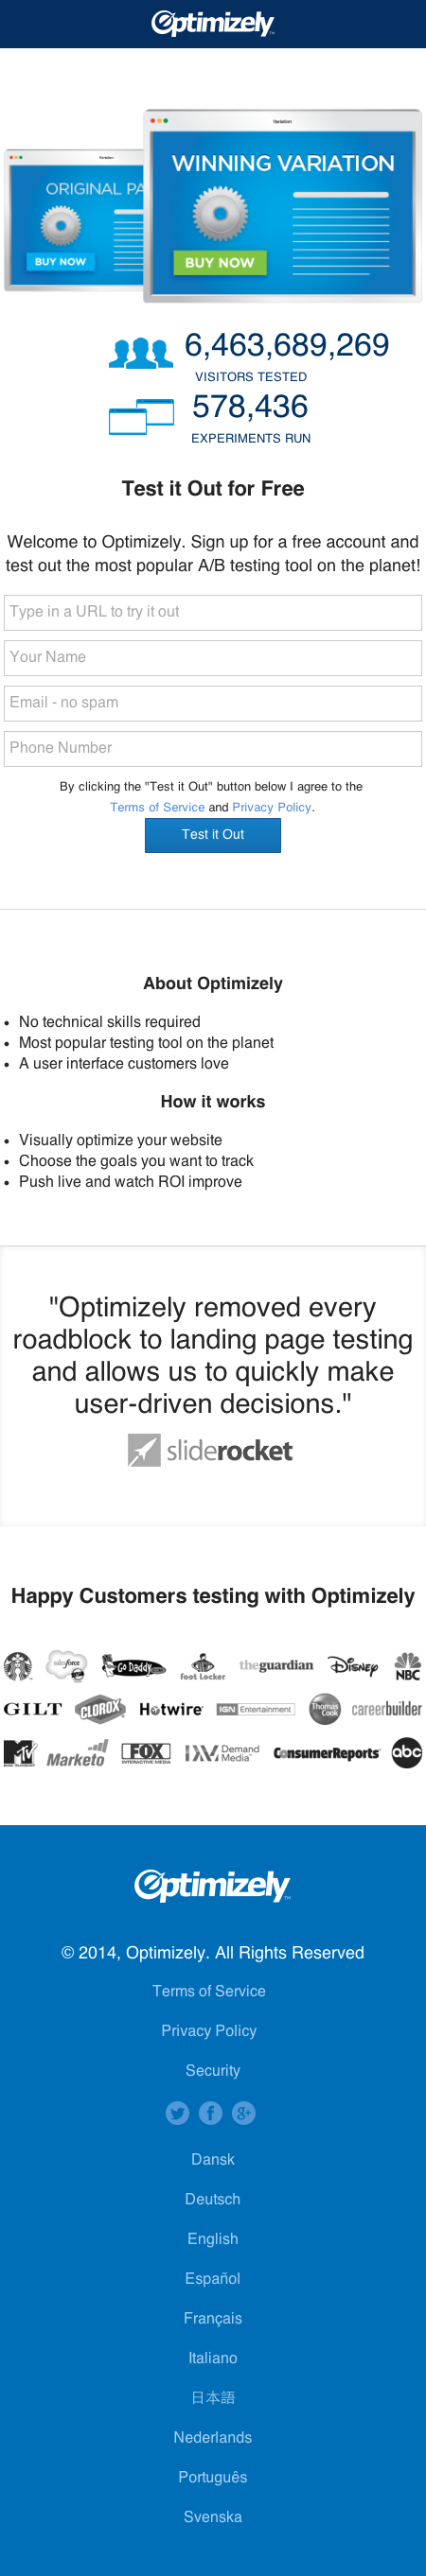 Optimizely
Variation
Variation
ORIGINAL PA
WINNING VARIATION
BUY NOW
BUY NOW
6,463,689,269
VISITORS TESTED
578,436
EXPERIMENTS RUN
Test it Out for Free
Welcome to Optimizely. Sign up for a free account and
test out the most popular A/B testing tool on the planet!
Type in a URL to try it out
Your Name
Email - no spam
Phone Number
By clicking the "Test it Out" button below I agree to the
Terms of Service and Privacy Policy.
Test it Out
About Optimizely
• No technical skills required
• Most popular testing tool on the planet
• A user interface customers love
How it works
• Visually optimize your website
• Choose the goals you want to track
• Push live and watch ROI improve
"Optimizely removed every
roadblock to landing page testing
and allows us to quickly make
user-driven decisions."
sliderocket
Happy Customers testing with Optimizely
salesforce Go Daddy Foot Locker theguardian Disney NBC
GILT CLOROX Hotwire IGN Entertainment Thomas Cook careerbuilder
MTV MUSIC TELEVISION Marketo FOX INTERACTIVE MEDIA Demand Media ConsumerReports abc
Optimizely
© 2014, Optimizely. All Rights Reserved
Terms of Service
Privacy Policy
Security
Dansk
Deutsch
English
Español
Français
Italiano
日本語
Nederlands
Português
Svenska